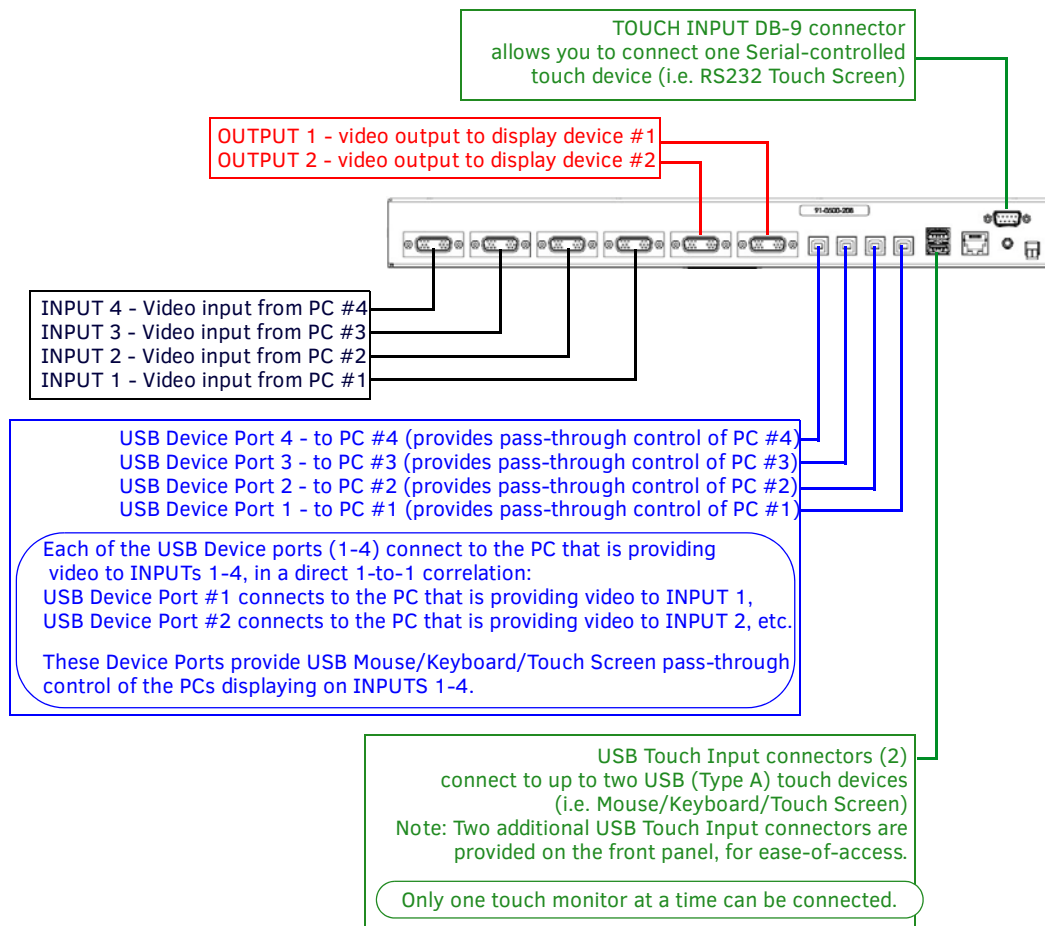 TOUCH INPUT DB-9 connector
allows you to connect one Serial-controlled
touch device (i.e. RS232 Touch Screen)
OUTPUT 1 - video output to display device #1
OUTPUT 2 - video output to display device #2
91-0600-208
INPUT 4 - Video input from PC #4
INPUT 3 - Video input from PC #3
INPUT 2 - Video input from PC #2
INPUT 1 - Video input from PC #1
USB Device Port 4 - to PC #4 (provides pass-through control of PC #4)
USB Device Port 3 - to PC #3 (provides pass-through control of PC #3)
USB Device Port 2 - to PC #2 (provides pass-through control of PC #2)
USB Device Port 1 - to PC #1 (provides pass-through control of PC #1)
Each of the USB Device ports (1-4) connect to the PC that is providing
video to INPUTs 1-4, in a direct 1-to-1 correlation:
USB Device Port #1 connects to the PC that is providing video to INPUT 1,
USB Device Port #2 connects to the PC that is providing video to INPUT 2, etc.
These Device Ports provide USB Mouse/Keyboard/Touch Screen pass-through
control of the PCs displaying on INPUTS 1-4.
USB Touch Input connectors (2)
connect to up to two USB (Type A) touch devices
(i.e. Mouse/Keyboard/Touch Screen)
Note: Two additional USB Touch Input connectors are
provided on the front panel, for ease-of-access.
Only one touch monitor at a time can be connected.